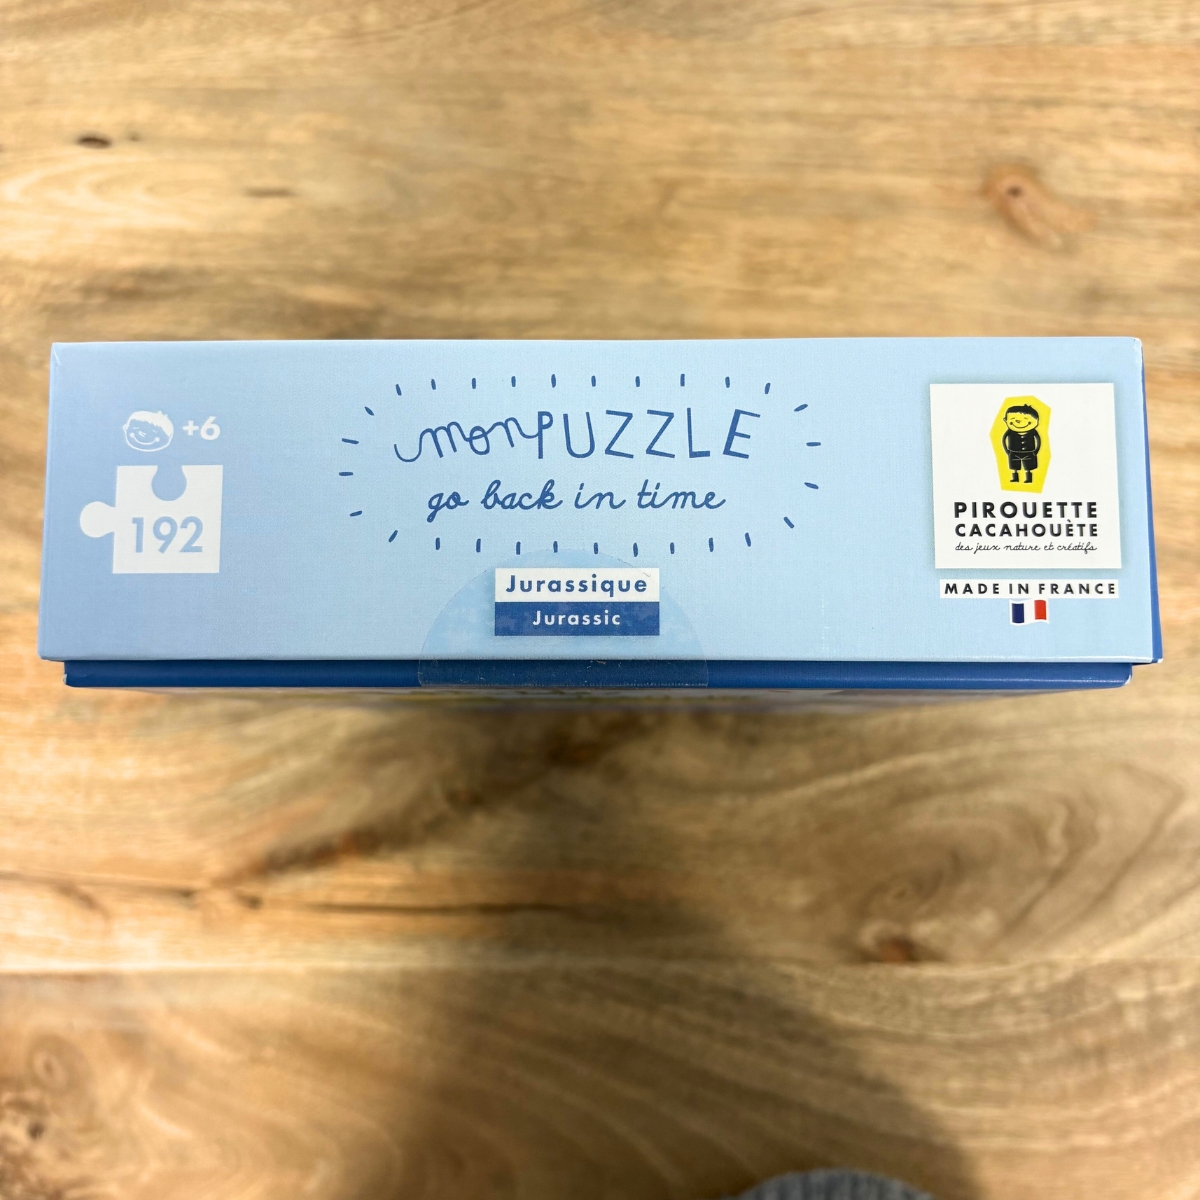 +6
192
mon PUZZLE
go back in time
Jurassique
Jurassic
PIROUETTE
CACAHOUÈTE
des jeux nature et créatifs
MADE IN FRANCE